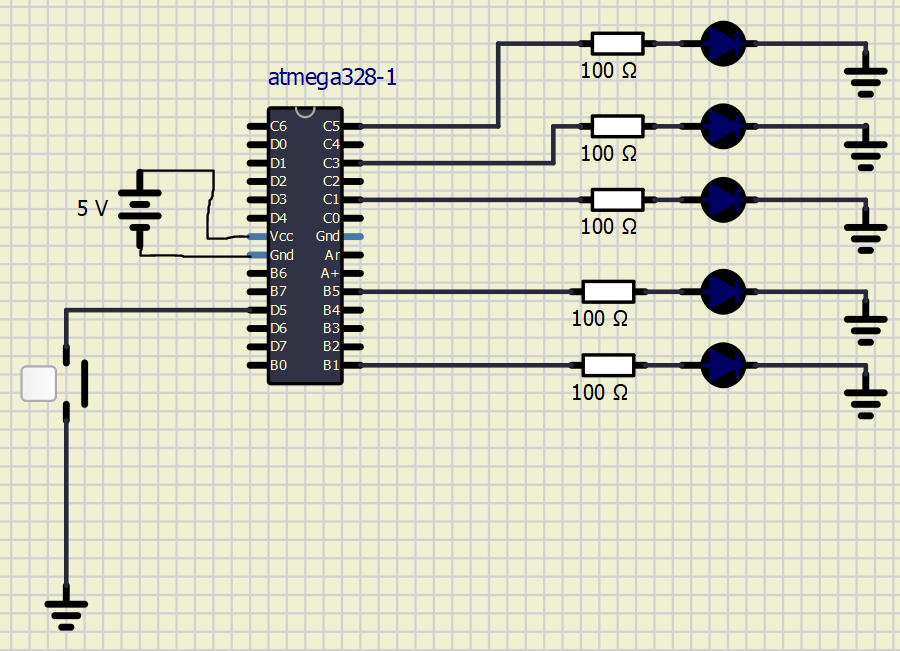 atmega328-1
C6 C5
D0 C4
D1 C3
D2 C2
D3 C1
D4 C0
Vcc Gnd
Gnd Ar
B6 A+
B7 B5
D5 B4
D6 B3
D7 B2
B0 B1
5 V
100 Ω
100 Ω
100 Ω
100 Ω
100 Ω